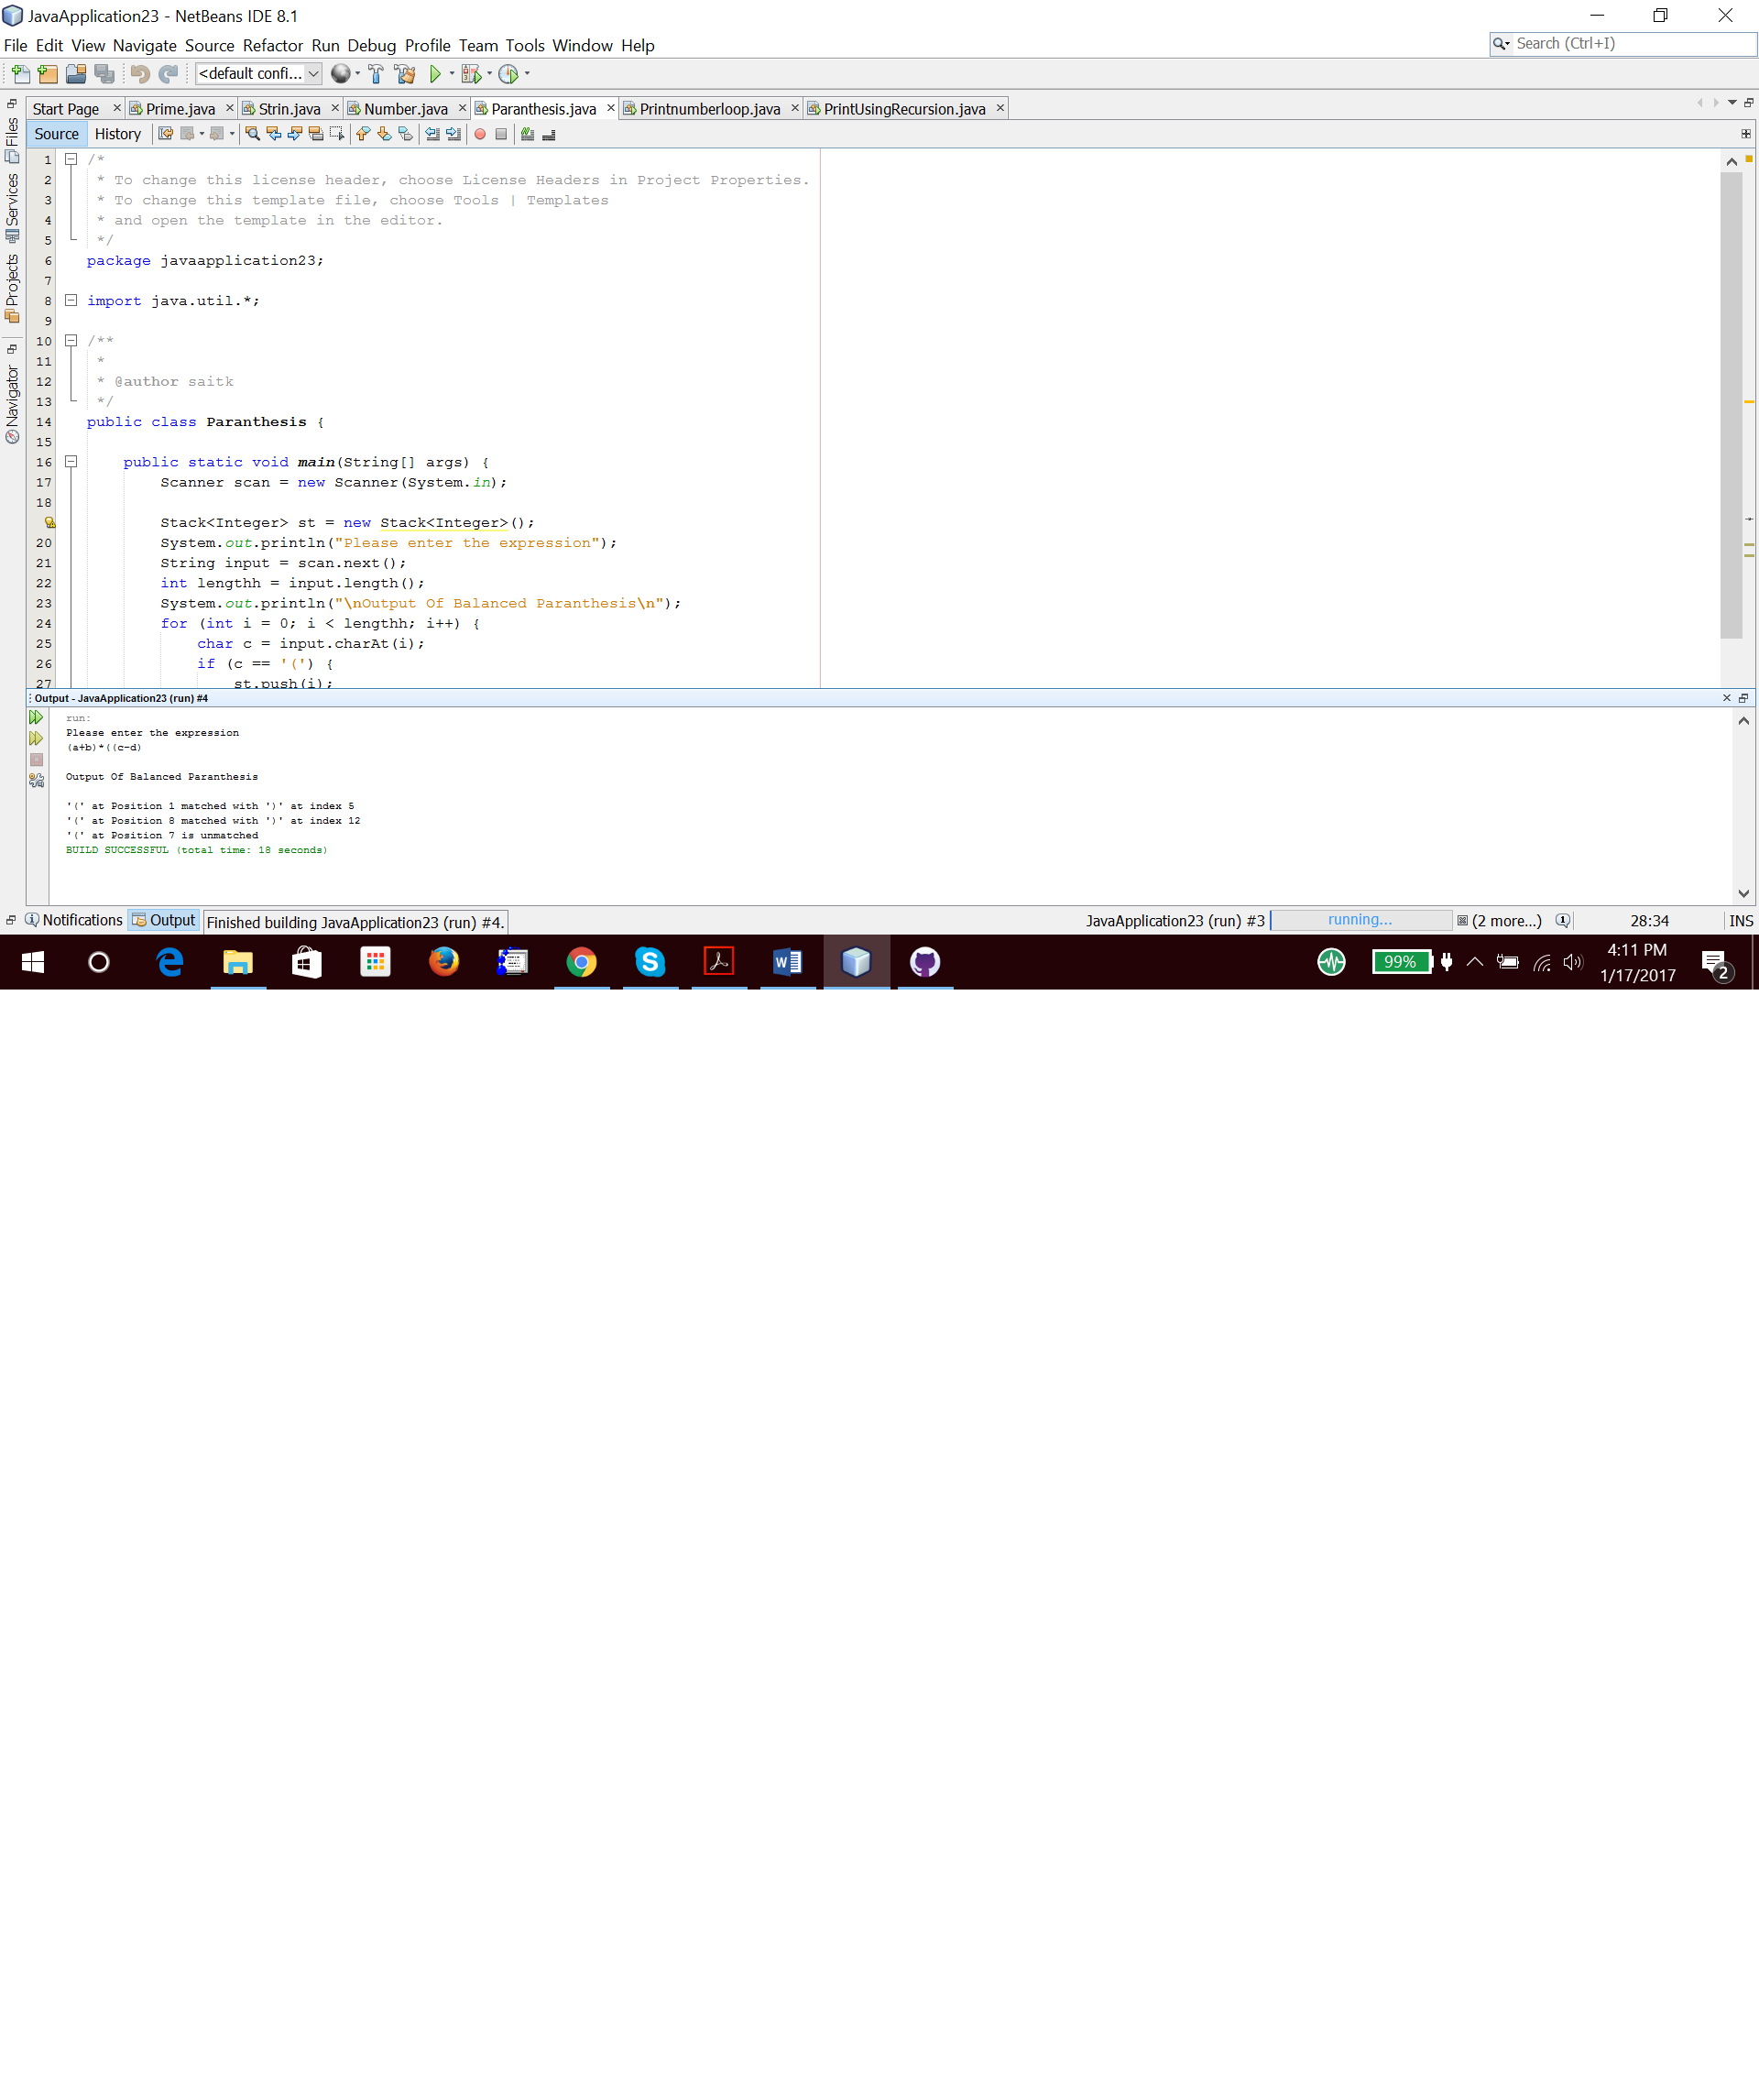 JavaApplication23 - NetBeans IDE 8.1
File Edit View Navigate Source Refactor Run Debug Profile Team Tools Window Help
Search (Ctrl+I)
<default confi...
Start Page Prime.java Strin.java Number.java Paranthesis.java Printnumberloop.java PrintUsingRecursion.java
Source History
Files
Services
Projects
Navigator
1 /*
2 * To change this license header, choose License Headers in Project Properties.
3 * To change this template file, choose Tools | Templates
4 * and open the template in the editor.
5 */
6 package javaapplication23;
7
8 import java.util.*;
9
10 /**
11 *
12 * @author saitk
13 */
14 public class Paranthesis {
15
16 public static void main(String[] args) {
17 Scanner scan = new Scanner(System.in);
18
Stack<Integer> st = new Stack<Integer>();
20 System.out.println("Please enter the expression");
21 String input = scan.next();
22 int lengthh = input.length();
23 System.out.println("\nOutput Of Balanced Paranthesis\n");
24 for (int i = 0; i < lengthh; i++) {
25 char c = input.charAt(i);
26 if (c == '(') {
27 st.push(i);
Output - JavaApplication23 (run) #4
run:
Please enter the expression
(a+b)*((c-d)
Output Of Balanced Paranthesis
'(' at Position 1 matched with ')' at index 5
'(' at Position 8 matched with ')' at index 12
'(' at Position 7 is unmatched
BUILD SUCCESSFUL (total time: 18 seconds)
Notifications Output Finished building JavaApplication23 (run) #4. JavaApplication23 (run) #3 running... (2 more...) 28:34 INS
99% 4:11 PM
1/17/2017 2